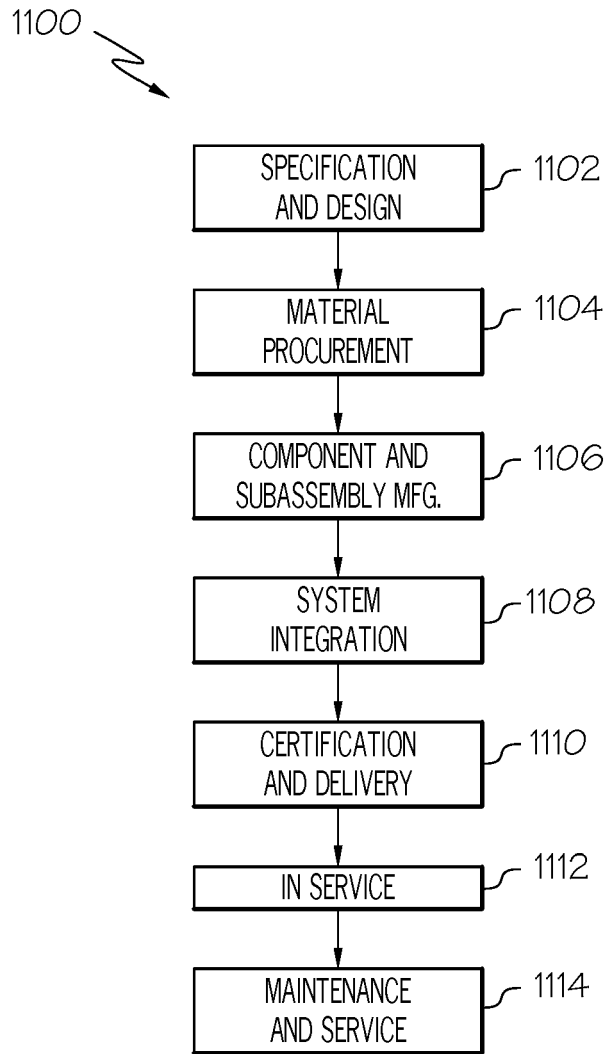 1100
SPECIFICATION
AND DESIGN
1102
MATERIAL
PROCUREMENT
1104
COMPONENT AND
SUBASSEMBLY MFG.
1106
SYSTEM
INTEGRATION
1108
CERTIFICATION
AND DELIVERY
1110
IN SERVICE
1112
MAINTENANCE
AND SERVICE
1114